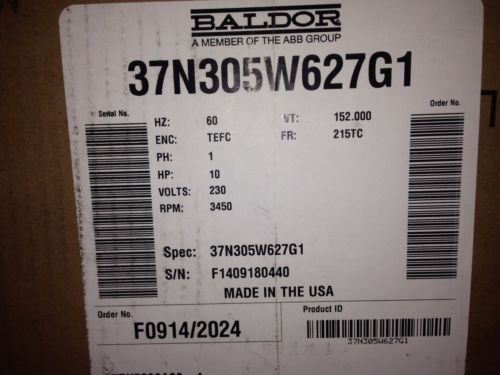 BALDOR
A MEMBER OF THE ABB GROUP
37N305W627G1
Serial No.
Order No.
HZ: 60 WT: 152.000
ENC: TEFC FR: 215TC
PH: 1
HP: 10
VOLTS: 230
RPM: 3450
Spec: 37N305W627G1
S/N: F1409180440
MADE IN THE USA
Order No.
Product ID
F0914/2024
37N305W627G1